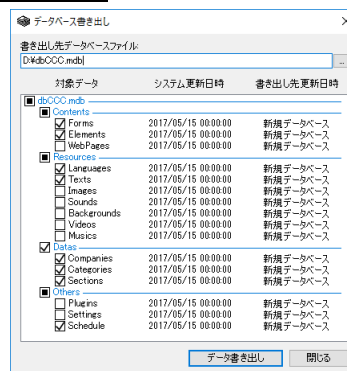 データベース書き出し
書き出し先データベースファイル:
D:¥dbCCC.mdb
...
対象データ システム更新日時 書き出し先更新日時
dbCCC.mdb
Contents
Forms 2017/05/15 00:00:00 新規データベース
Elements 2017/05/15 00:00:00 新規データベース
WebPages 2017/05/15 00:00:00 新規データベース
Resources
Languages 2017/05/15 00:00:00 新規データベース
Texts 2017/05/15 00:00:00 新規データベース
Images 2017/05/15 00:00:00 新規データベース
Sounds 2017/05/15 00:00:00 新規データベース
Backgrounds 2017/05/15 00:00:00 新規データベース
Videos 2017/05/15 00:00:00 新規データベース
Musics 2017/05/15 00:00:00 新規データベース
Datas
Companies 2017/05/15 00:00:00 新規データベース
Categories 2017/05/15 00:00:00 新規データベース
Sections 2017/05/15 00:00:00 新規データベース
Others
Plugins 2017/05/15 00:00:00 新規データベース
Settings 2017/05/15 00:00:00 新規データベース
Schedule 2017/05/15 00:00:00 新規データベース
データ書き出し 閉じる